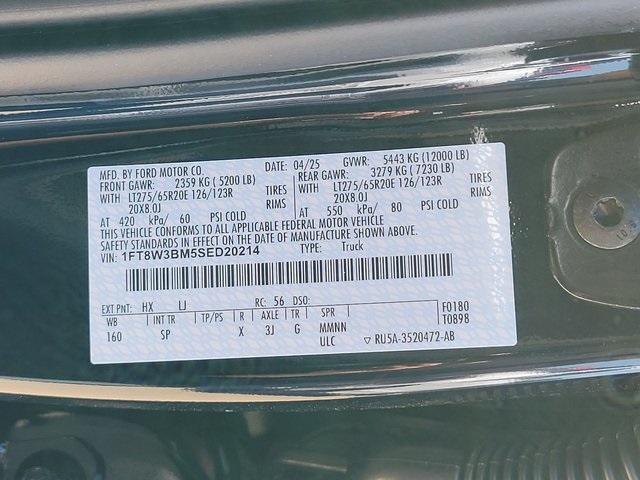 MFD. BY FORD MOTOR CO. DATE: 04/25 GVWR: 5443 KG (12000 LB)
FRONT GAWR: 2359 KG (5200 LB) REAR GAWR: 3279 KG (7230 LB)
WITH LT275/65R20E 126/123R TIRES WITH LT275/65R20E 126/123R TIRES
20X8.0J RIMS 20X8.0J RIMS
AT 420 kPa/ 60 PSI COLD AT 550 kPa/ 80 PSI COLD
THIS VEHICLE CONFORMS TO ALL APPLICABLE FEDERAL MOTOR VEHICLE
SAFETY STANDARDS IN EFFECT ON THE DATE OF MANUFACTURE SHOWN ABOVE.
VIN: 1FT8W3BM5SED20214 TYPE: Truck
EXT PNT: HX UJ RC: 56 DSO:
WB INT TR TP/PS R AXLE TR SPR F0180
160 SP X 3J G MMNN T0898
ULC ▽ RU5A-3520472-AB